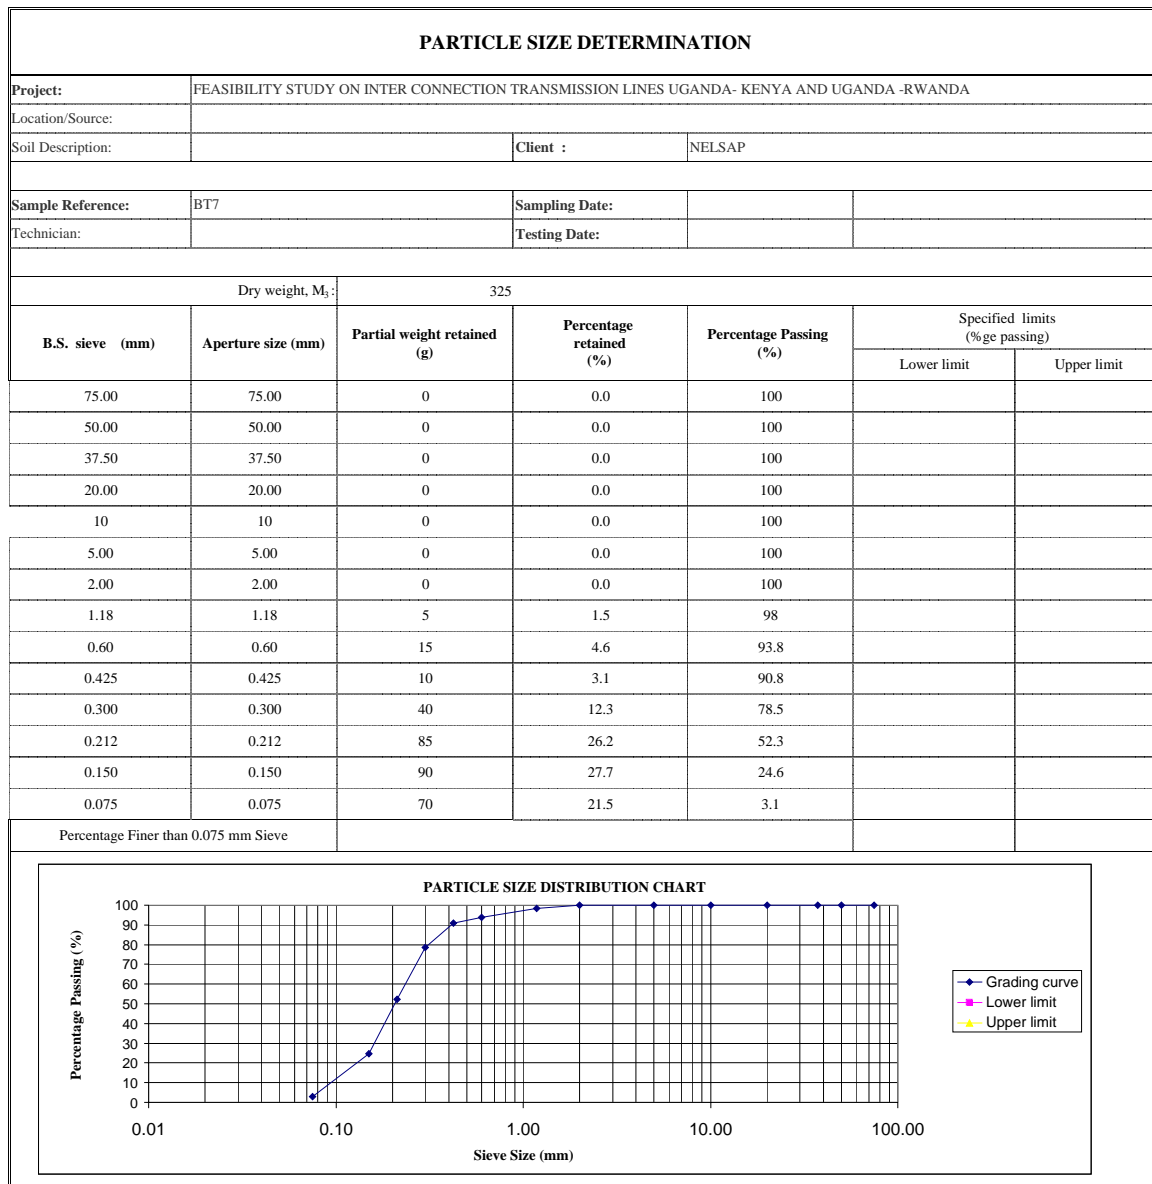 PARTICLE SIZE DETERMINATION
Project: FEASIBILITY STUDY ON INTER CONNECTION TRANSMISSION LINES UGANDA- KENYA AND UGANDA -RWANDA
Location/Source:
Soil Description: Client : NELSAP
Sample Reference: BT7 Sampling Date:
Technician: Testing Date:
Dry weight, M3: 325
B.S. sieve (mm) Aperture size (mm) Partial weight retained (g) Percentage retained (%) Percentage Passing (%) Specified limits (%ge passing)
Lower limit Upper limit
75.00 75.00 0 0.0 100
50.00 50.00 0 0.0 100
37.50 37.50 0 0.0 100
20.00 20.00 0 0.0 100
10 10 0 0.0 100
5.00 5.00 0 0.0 100
2.00 2.00 0 0.0 100
1.18 1.18 5 1.5 98
0.60 0.60 15 4.6 93.8
0.425 0.425 10 3.1 90.8
0.300 0.300 40 12.3 78.5
0.212 0.212 85 26.2 52.3
0.150 0.150 90 27.7 24.6
0.075 0.075 70 21.5 3.1
Percentage Finer than 0.075 mm Sieve
PARTICLE SIZE DISTRIBUTION CHART
Percentage Passing (%)
100
90
80
70
60
50
40
30
20
10
0
0.01 0.10 1.00 10.00 100.00
Sieve Size (mm)
Grading curve
Lower limit
Upper limit